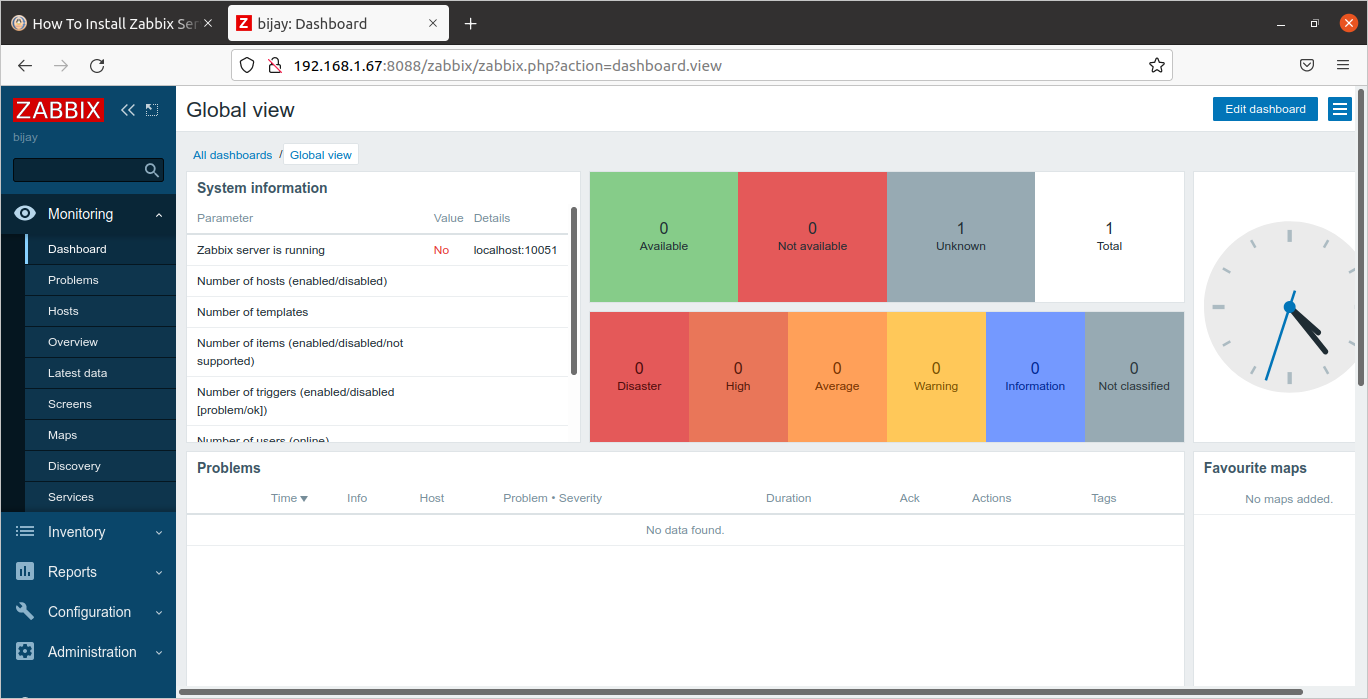 How To Install Zabbix Ser
Z bijay: Dashboard
192.168.1.67:8088/zabbix/zabbix.php?action=dashboard.view
ZABBIX
bijay
Monitoring
Dashboard
Problems
Hosts
Overview
Latest data
Screens
Maps
Discovery
Services
Inventory
Reports
Configuration
Administration
Global view
Edit dashboard
All dashboards / Global view
System information
Parameter Value Details
Zabbix server is running No localhost:10051
Number of hosts (enabled/disabled)
Number of templates
Number of items (enabled/disabled/not
supported)
Number of triggers (enabled/disabled
[problem/ok])
Number of users (online)
0 0 1 1
Available Not available Unknown Total
0 0 0 0 0 0
Disaster High Average Warning Information Not classified
Problems
Time Info Host Problem • Severity Duration Ack Actions Tags
No data found.
Favourite maps
No maps added.